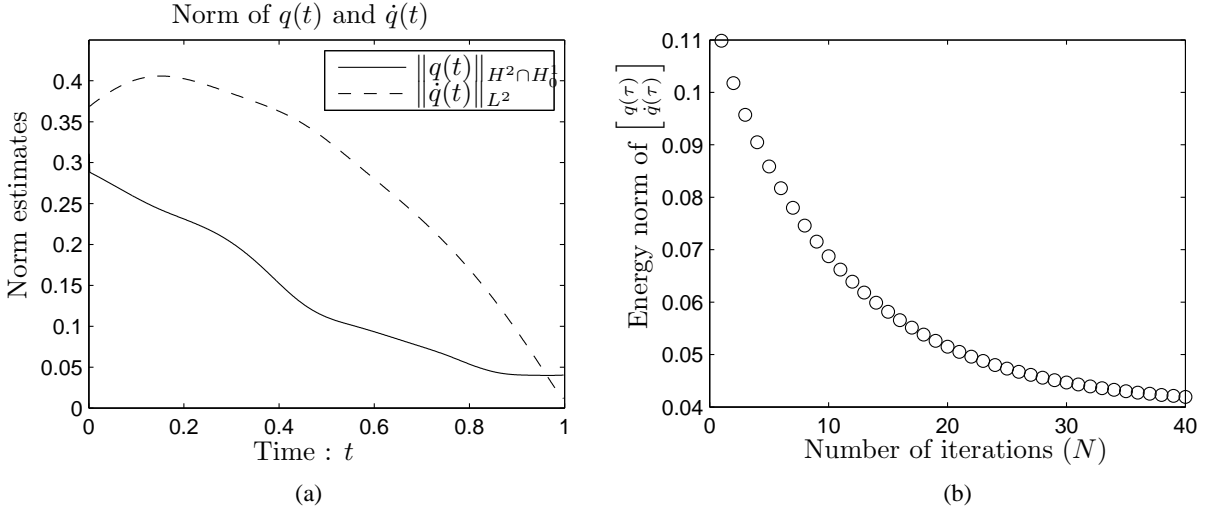 Norm of q(t) and q̇(t)
‖q(t)‖_{H²∩H¹₀}
‖q̇(t)‖_{L²}
Norm estimates
0.4
0.35
0.3
0.25
0.2
0.15
0.1
0.05
0
0 0.2 0.4 0.6 0.8 1
Time : t
(a)
Energy norm of [q(τ) q̇(τ)]
0.11
0.1
0.09
0.08
0.07
0.06
0.05
0.04
0 10 20 30 40
Number of iterations (N)
(b)